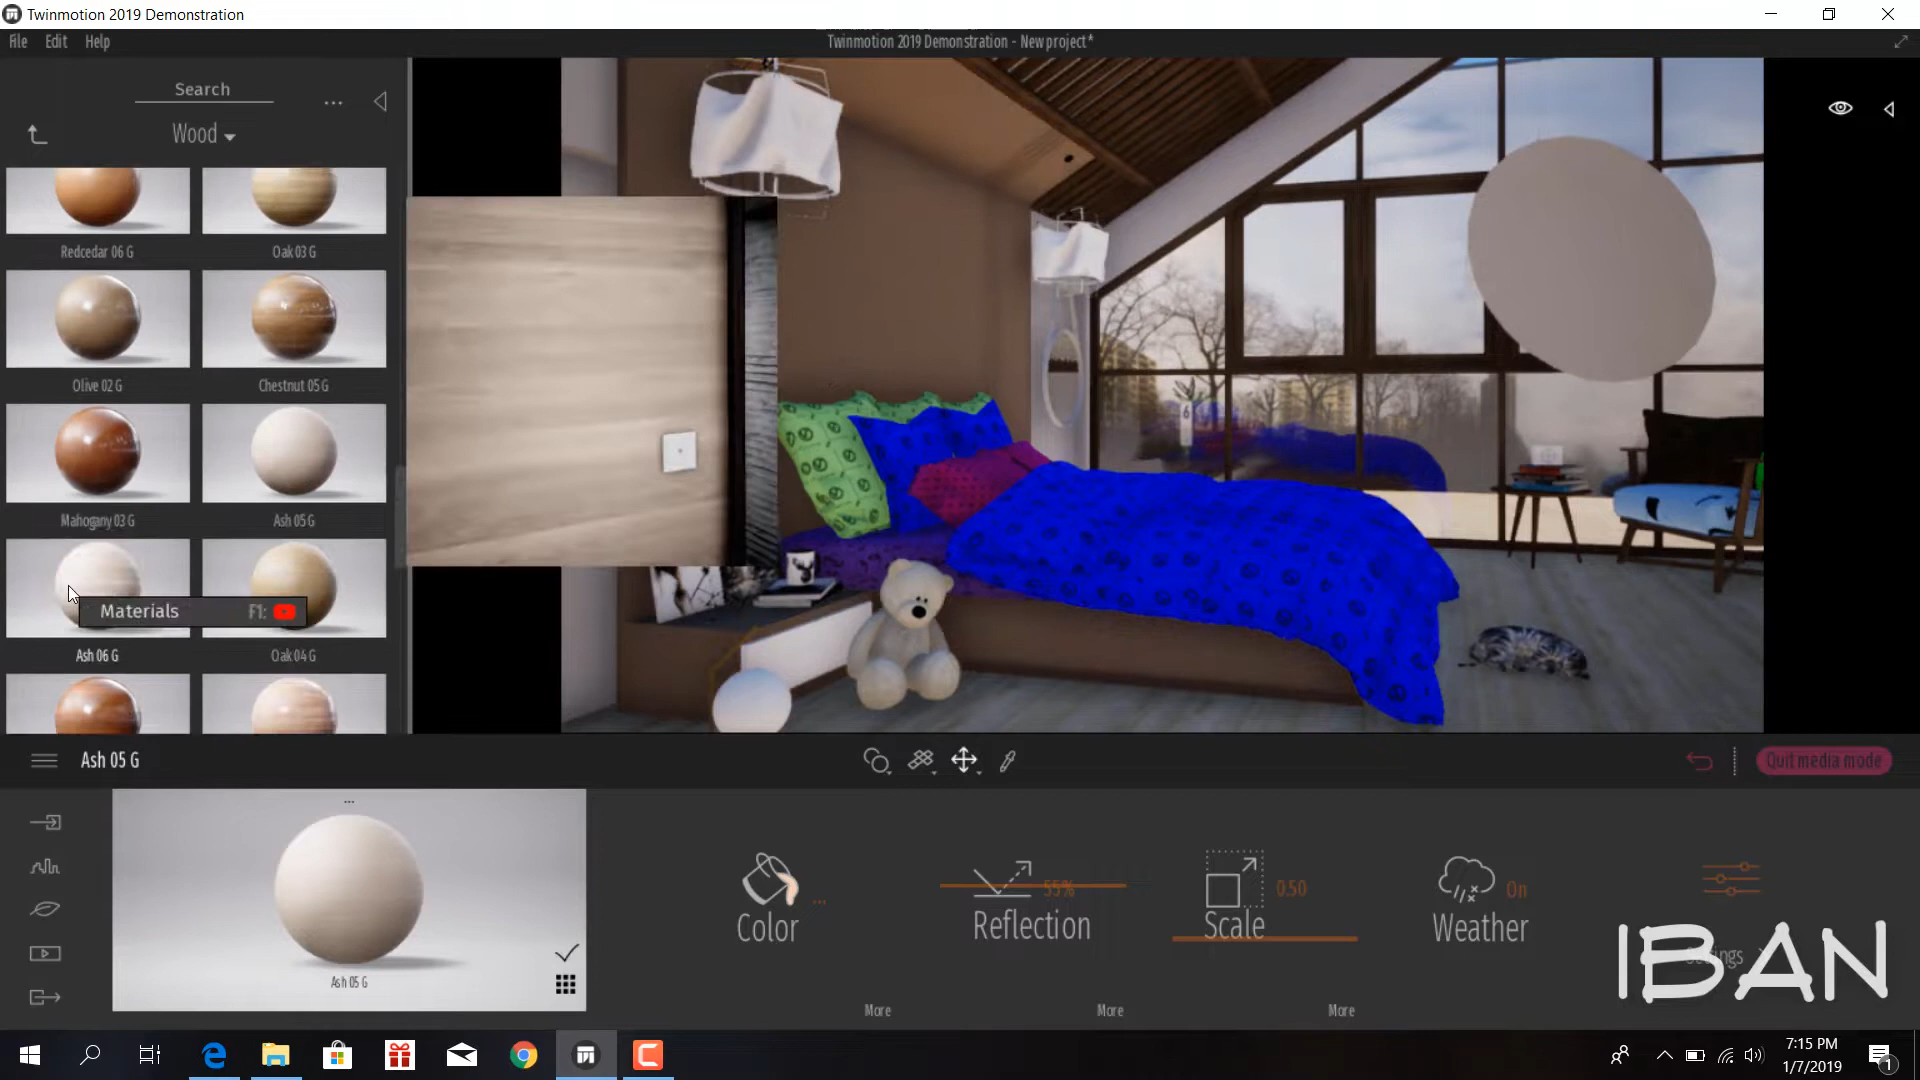 Twinmotion 2019 Demonstration
File Edit Help
Twinmotion 2019 Demonstration - New project*
Search
...
Wood
Redcedar 06 G
Oak 03 G
Olive 02 G
Chestnut 05 G
Mahogany 03 G
Ash 05 G
Materials F1:
Ash 06 G
Oak 04 G
Ash 05 G
Quit media mode
...
Ash 05 G
Color ...
Reflection 55%
Scale 0.50
Weather On
Settings
More
More
More
IBAN
7:15 PM
1/7/2019
1